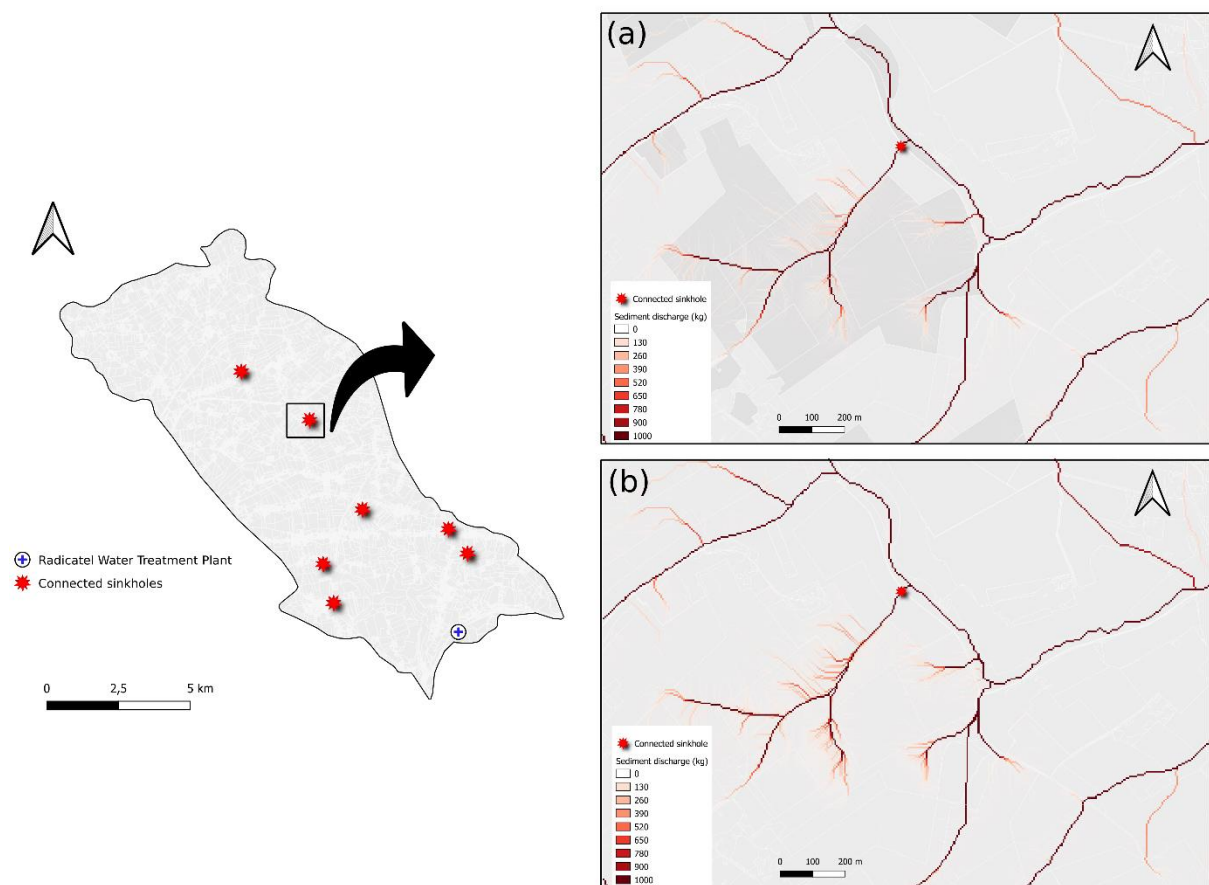 Radicatel Water Treatment Plant
Connected sinkholes
0 2,5 5 km
(a)
Connected sinkhole
Sediment discharge (kg)
0
130
260
390
520
650
780
900
1000
0 100 200 m
(b)
Connected sinkhole
Sediment discharge (kg)
0
130
260
390
520
650
780
900
1000
0 100 200 m